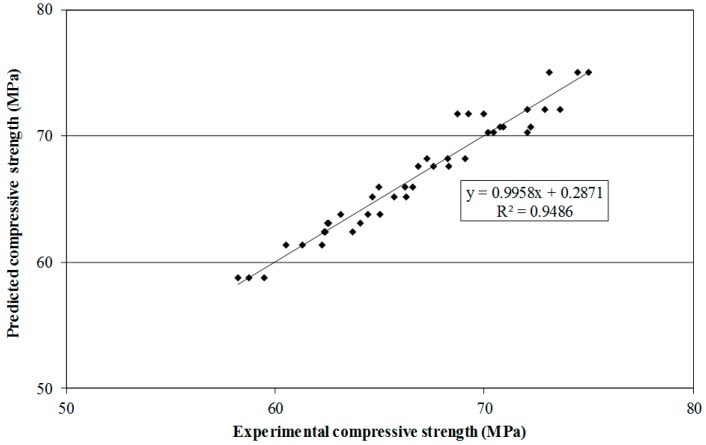 80
70
60
50
Predicted compressive strength (MPa)
y = 0.9958x + 0.2871
R² = 0.9486
50 60 70 80
Experimental compressive strength (MPa)